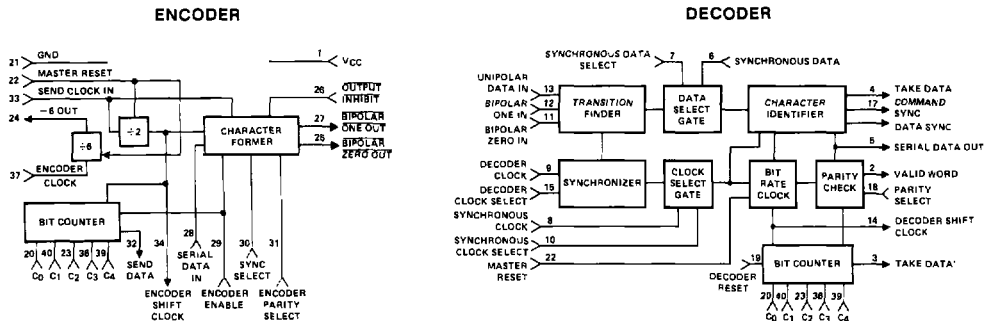 ENCODER
21
GND
22
MASTER RESET
33
SEND CLOCK IN
24
–6 OUT
÷2
÷6
37
ENCODER
CLOCK
CHARACTER
FORMER
1
VCC
26
OUTPUT
INHIBIT
27
BIPOLAR
ONE OUT
25
BIPOLAR
ZERO OUT
BIT COUNTER
20
40
23
38
39
C0
C1
C2
C3
C4
32
SEND
DATA
34
ENCODER
SHIFT
CLOCK
28
SERIAL
DATA
IN
29
ENCODER
ENABLE
30
SYNC
SELECT
31
ENCODER
PARITY
SELECT
DECODER
SYNCHRONOUS DATA
SELECT
7
6
SYNCHRONOUS DATA
UNIPOLAR
DATA IN
13
BIPOLAR
ONE IN
12
11
BIPOLAR
ZERO IN
TRANSITION
FINDER
DATA
SELECT
GATE
CHARACTER
IDENTIFIER
4
TAKE DATA
17
COMMAND
SYNC
DATA SYNC
5
SERIAL DATA OUT
DECODER
CLOCK
9
DECODER
CLOCK SELECT
15
SYNCHRONIZER
CLOCK
SELECT
GATE
BIT
RATE
CLOCK
PARITY
CHECK
2
VALID WORD
18
PARITY
SELECT
SYNCHRONOUS
CLOCK
8
SYNCHRONOUS
CLOCK SELECT
10
MASTER
RESET
22
14
DECODER SHIFT
CLOCK
BIT COUNTER
19
DECODER
RESET
3
TAKE DATA'
20
40
23
38
39
C0
C1
C2
C3
C4